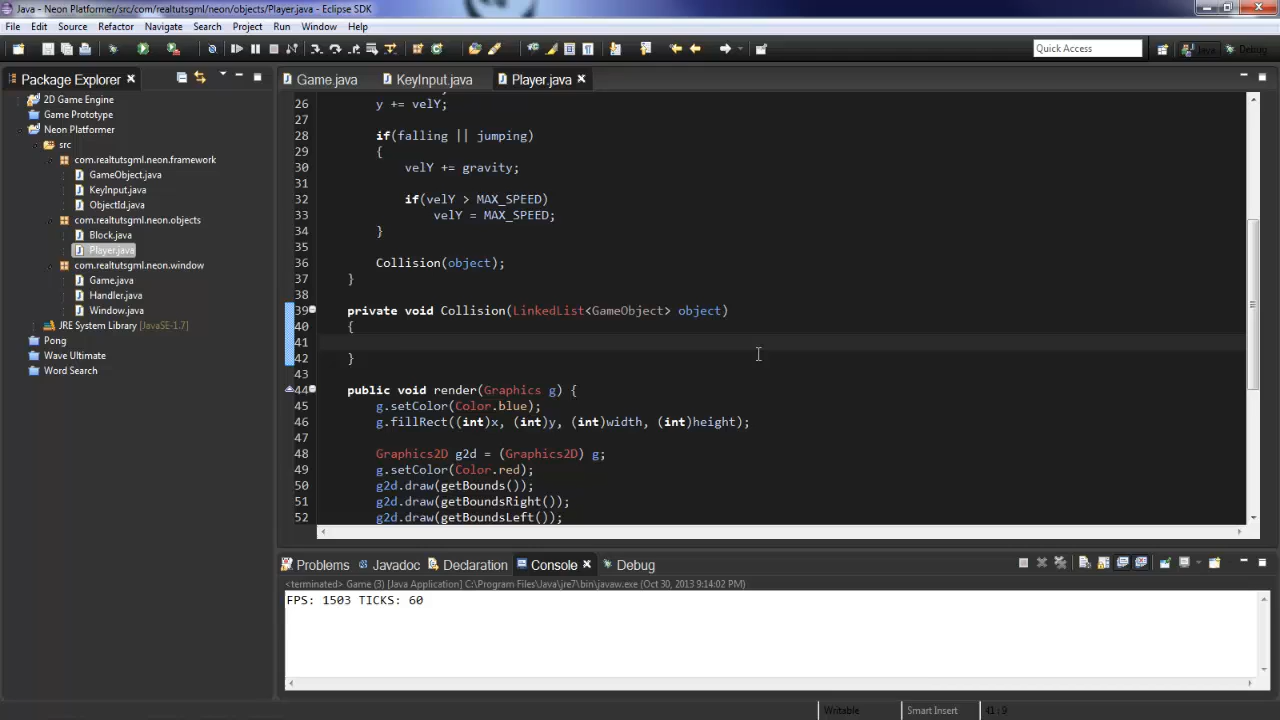 Java - Neon Platformer/src/com/realtutsgml/neon/objects/Player.java - Eclipse SDK
File Edit Source Refactor Navigate Search Project Run Window Help
Quick Access
Java
Debug
Package Explorer
2D Game Engine
Game Prototype
Neon Platformer
src
com.realtutsgml.neon.framework
GameObject.java
KeyInput.java
ObjectId.java
com.realtutsgml.neon.objects
Block.java
Player.java
com.realtutsgml.neon.window
Game.java
Handler.java
Window.java
JRE System Library [JavaSE-1.7]
Pong
Wave Ultimate
Word Search
Game.java KeyInput.java Player.java
26 y += velY;
27
28 if(falling || jumping)
29 {
30 velY += gravity;
31
32 if(velY > MAX_SPEED)
33 velY = MAX_SPEED;
34 }
35
36 Collision(object);
37 }
38
39 private void Collision(LinkedList<GameObject> object)
40 {
41
42 }
43
44 public void render(Graphics g) {
45 g.setColor(Color.blue);
46 g.fillRect((int)x, (int)y, (int)width, (int)height);
47
48 Graphics2D g2d = (Graphics2D) g;
49 g.setColor(Color.red);
50 g2d.draw(getBounds());
51 g2d.draw(getBoundsRight());
52 g2d.draw(getBoundsLeft());
Problems Javadoc Declaration Console Debug
<terminated> Game (3) [Java Application] C:\Program Files\Java\jre7\bin\javaw.exe (Oct 30, 2013 9:14:02 PM)
FPS: 1503 TICKS: 60
Writable Smart Insert 41 : 9